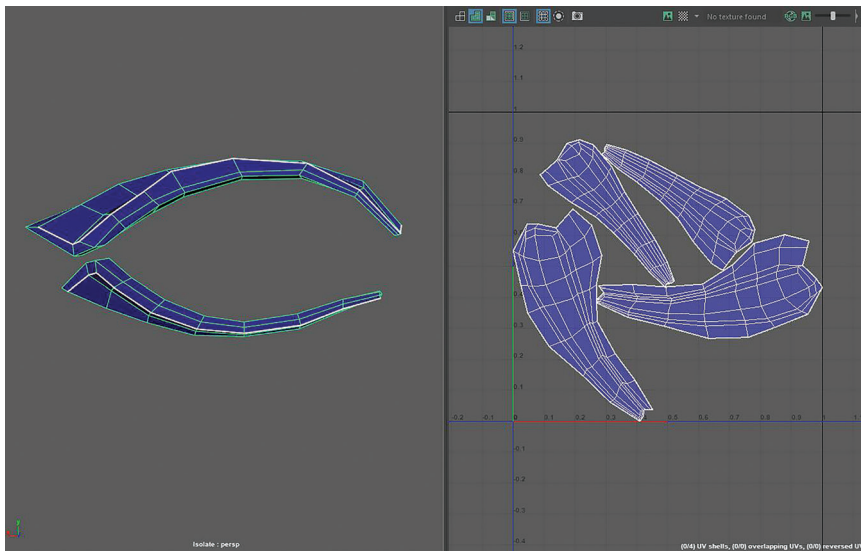 No texture found
1.2
1.1
1
0.9
0.8
0.7
0.5
0.3
0.2
0.1
-0.2 -0.1 0 0.1 0.2 0.3 0.4 0.5 0.6 0.7 0.8 0.9 1 1.
-0.1
-0.2
-0.3
-0.4
y
Isolate : persp
(0/4) UV shells, (0/0) overlapping UVs, (0/0) reversed U